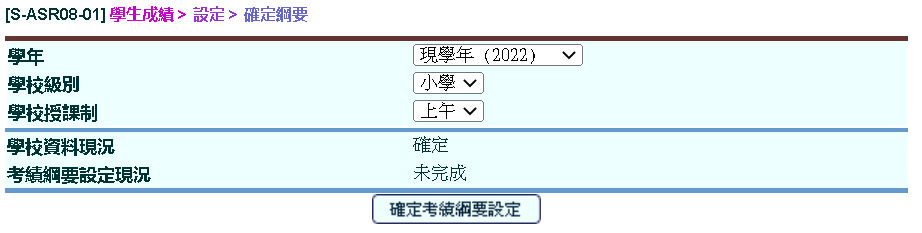 [S-ASR08-01] 學生成績 > 設定 > 確定綱要
學年 現學年（2022）
學校級別 小學
學校授課制 上午
學校資料現況 確定
考績綱要設定現況 未完成
確定考績綱要設定